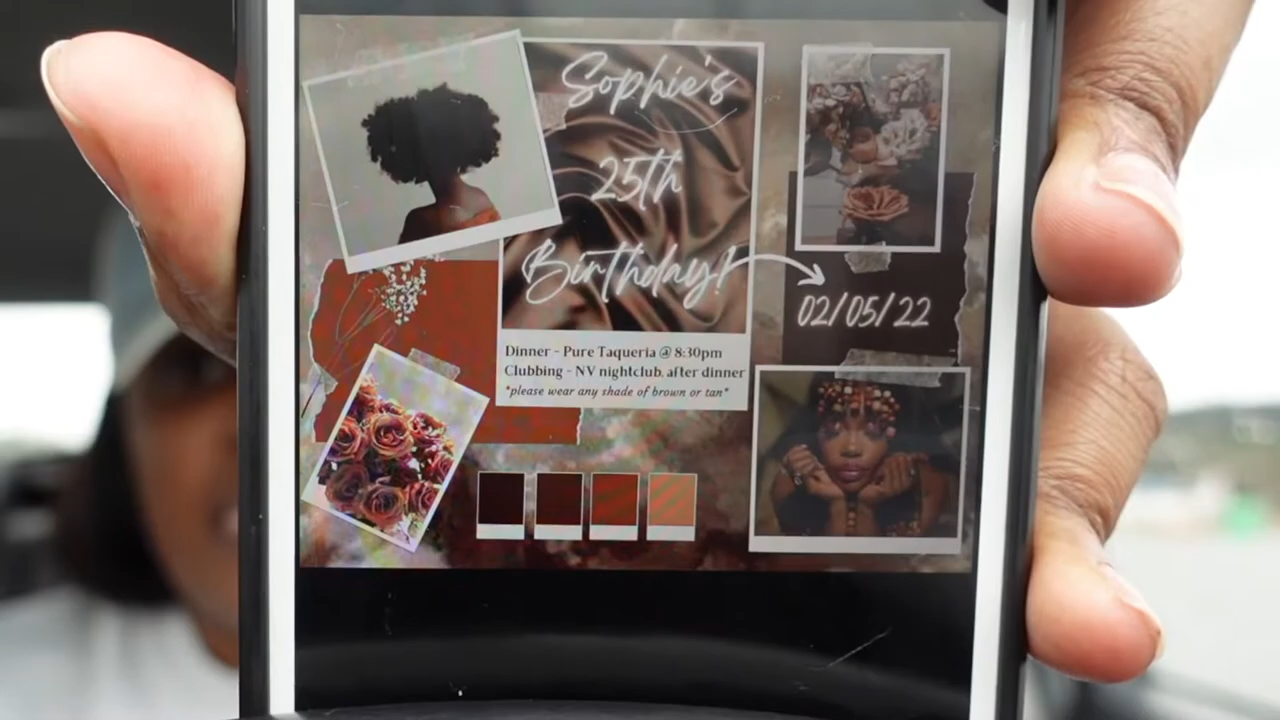 Sophie's
25th
Birthday!
02/05/22
Dinner - Pure Taqueria @ 8:30pm
Clubbing - NV nightclub, after dinner
*please wear any shade of brown or tan*